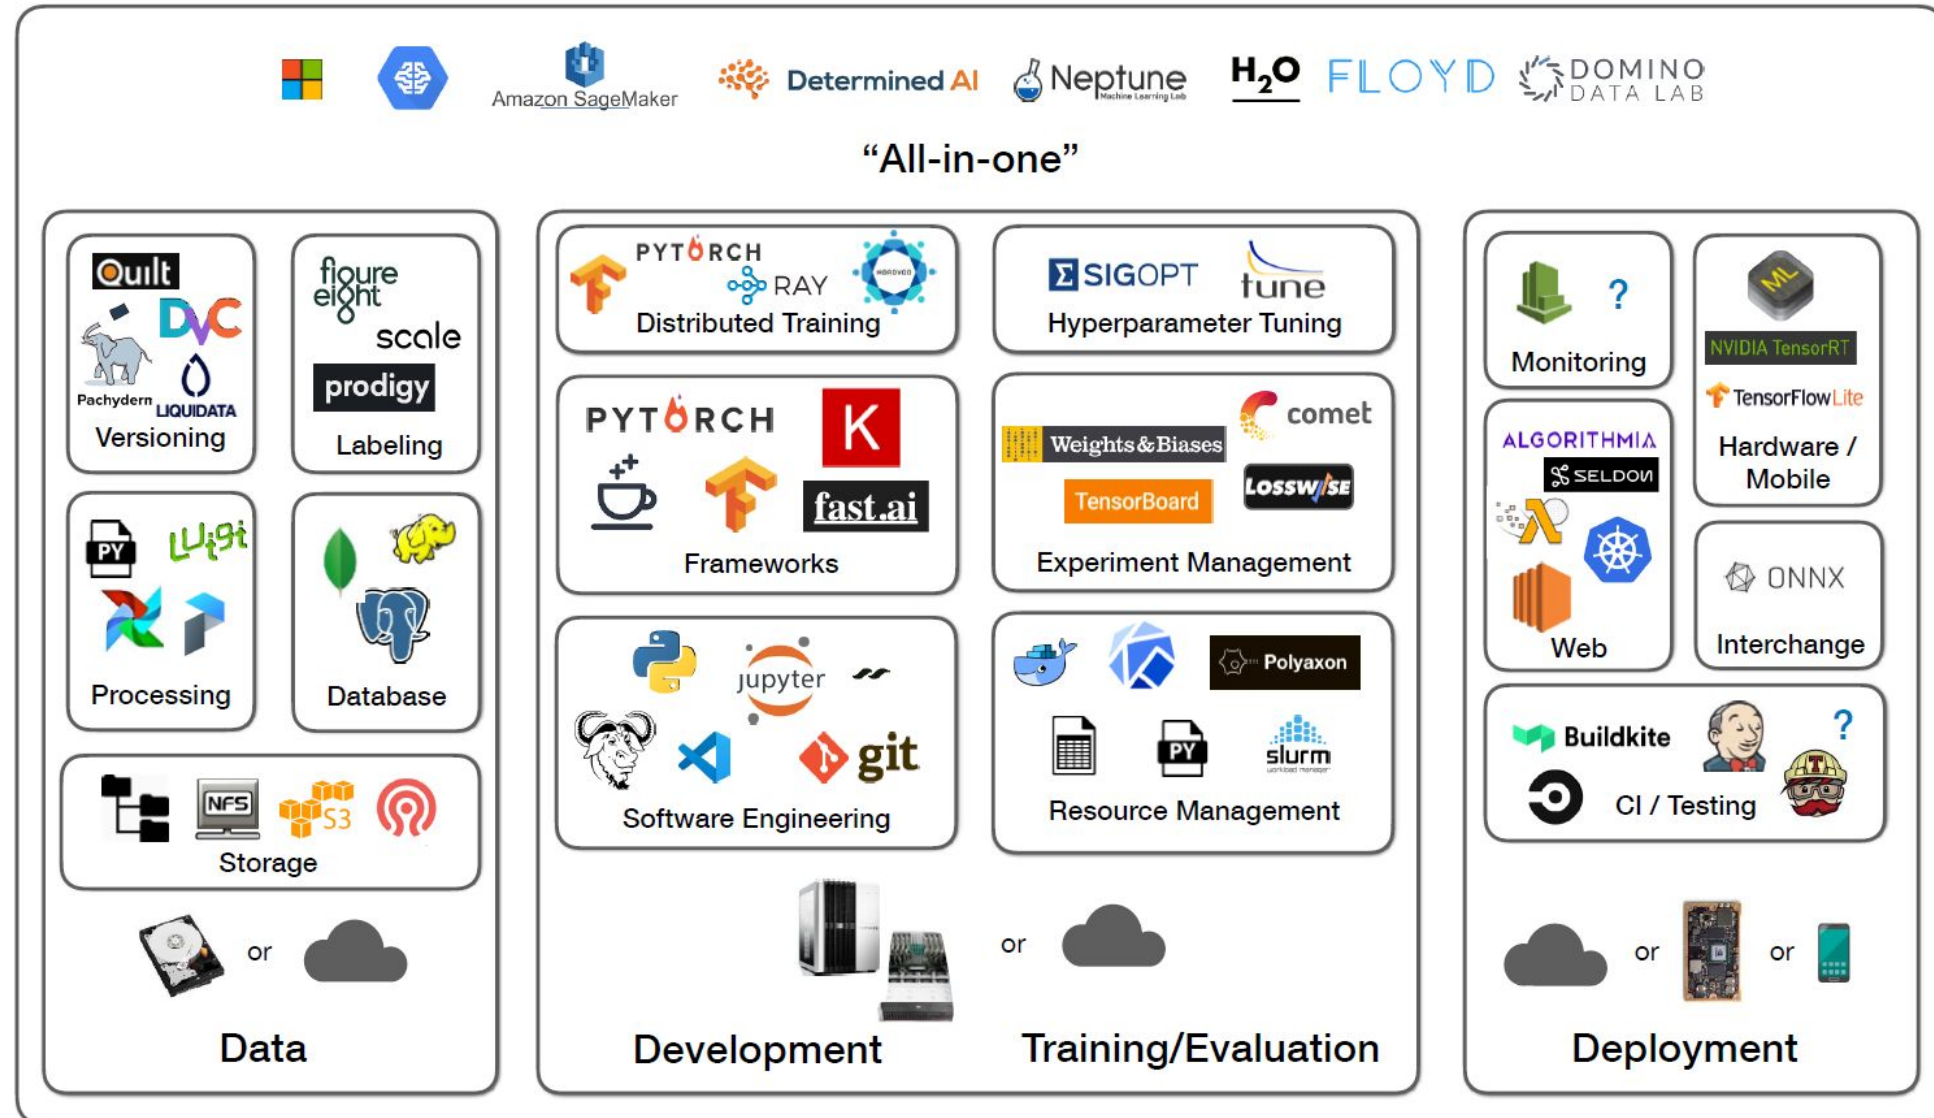 Amazon SageMaker
Determined AI
Neptune
Machine Learning Lab
H₂O
FLOYD
DOMINO
DATA LAB
“All-in-one”
Quilt
DVC
Pachyderm
LIQUIDATA
Versioning
figure
eight
scale
prodigy
Labeling
PY
Luigi
Processing
Database
NFS
S3
Storage
or
Data
PYTORCH
RAY
HOROVOD
Distributed Training
SIGOPT
tune
Hyperparameter Tuning
PYTORCH
K
fast.ai
Frameworks
comet
Weights & Biases
LOSSWISE
TensorBoard
Experiment Management
jupyter
git
Software Engineering
Polyaxon
PY
slurm
workload manager
Resource Management
or
Development
Training/Evaluation
?
Monitoring
ML
NVIDIA TensorRT
TensorFlow Lite
Hardware /
Mobile
ALGORITHMIA
SELDON
Web
ONNX
Interchange
Buildkite
?
T
CI / Testing
or
or
Deployment